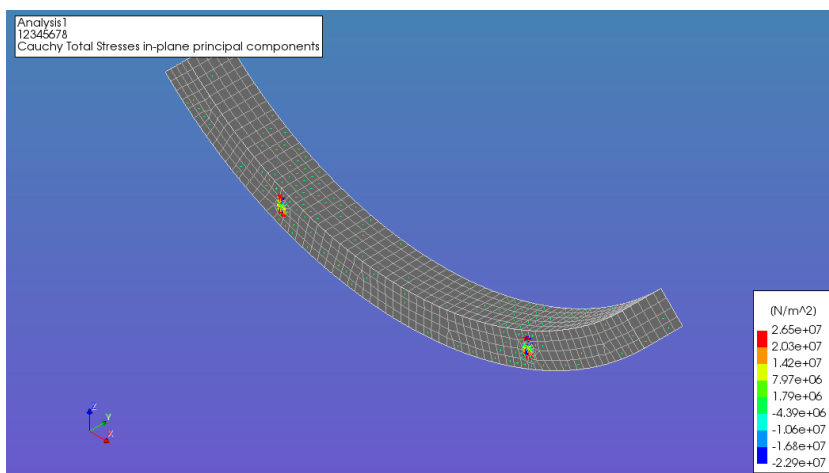 Analysis1
12345678
Cauchy Total Stresses in-plane principal components
(N/m^2)
2.65e+07
2.03e+07
1.42e+07
7.97e+06
1.79e+06
-4.39e+06
-1.06e+07
-1.68e+07
-2.29e+07
Z
Y
X